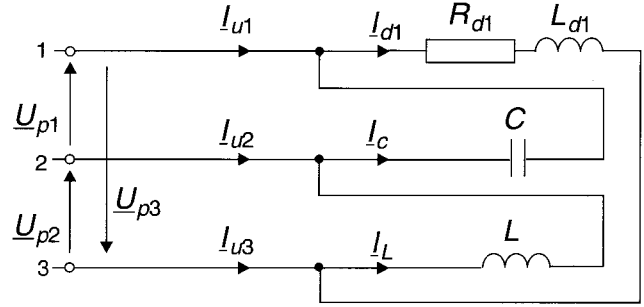 I_u1 I_d1 R_d1 L_d1
1
U_p1
I_u2 I_c C
2
U_p3
U_p2
I_u3 I_L L
3